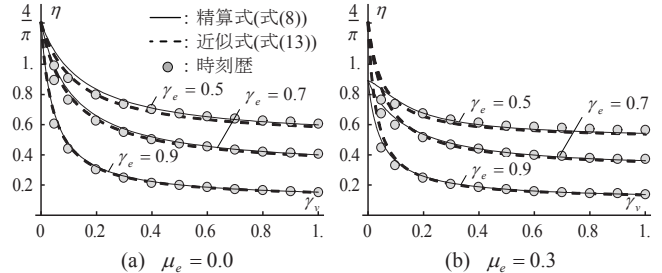 4/π η
精算式(式(8))
近似式(式(13))
時刻歴
1.
0.8
0.6
0.4
0.2
γe = 0.5
γe = 0.7
γe = 0.9
γv
0 0.2 0.4 0.6 0.8 1.
(a) μe = 0.0
4/π η
1.
0.8
0.6
0.4
0.2
γe = 0.7
γe = 0.5
γe = 0.9
γv
0 0.2 0.4 0.6 0.8 1.
(b) μe = 0.3